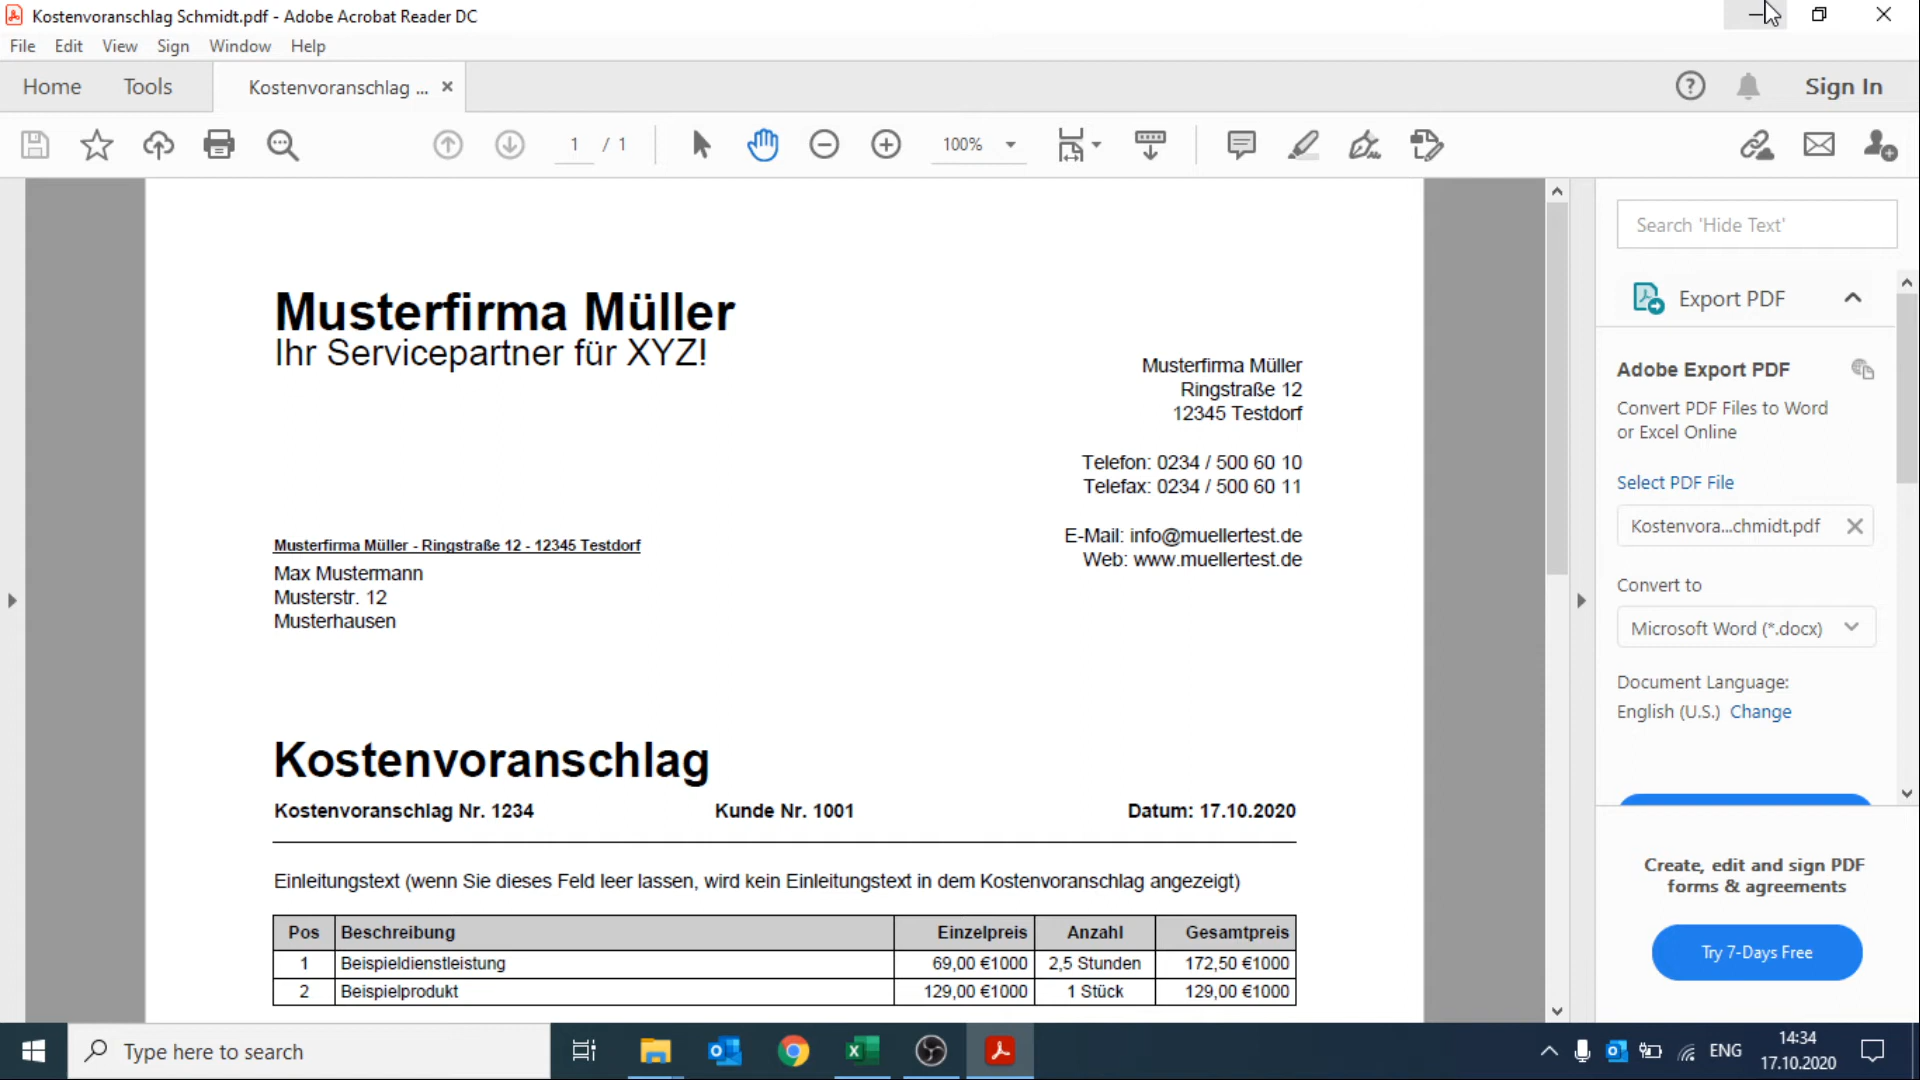 Kostenvoranschlag Schmidt.pdf - Adobe Acrobat Reader DC
File Edit View Sign Window Help
Home Tools Kostenvoranschlag ... × Sign In
1 / 1 100%
Musterfirma Müller
Ihr Servicepartner für XYZ!
Musterfirma Müller
Ringstraße 12
12345 Testdorf
Telefon: 0234 / 500 60 10
Telefax: 0234 / 500 60 11
E-Mail: info@muellertest.de
Web: www.muellertest.de
Musterfirma Müller - Ringstraße 12 - 12345 Testdorf
Max Mustermann
Musterstr. 12
Musterhausen
Kostenvoranschlag
Kostenvoranschlag Nr. 1234 Kunde Nr. 1001 Datum: 17.10.2020
Einleitungstext (wenn Sie dieses Feld leer lassen, wird kein Einleitungstext in dem Kostenvoranschlag angezeigt)
Pos Beschreibung Einzelpreis Anzahl Gesamtpreis
1 Beispieldienstleistung 69,00 €1000 2,5 Stunden 172,50 €1000
2 Beispielprodukt 129,00 €1000 1 Stück 129,00 €1000
Search 'Hide Text'
Export PDF
Adobe Export PDF
Convert PDF Files to Word
or Excel Online
Select PDF File
Kostenvora...chmidt.pdf
Convert to
Microsoft Word (*.docx)
Document Language:
English (U.S.) Change
Create, edit and sign PDF
forms & agreements
Try 7-Days Free
Type here to search
ENG
14:34
17.10.2020